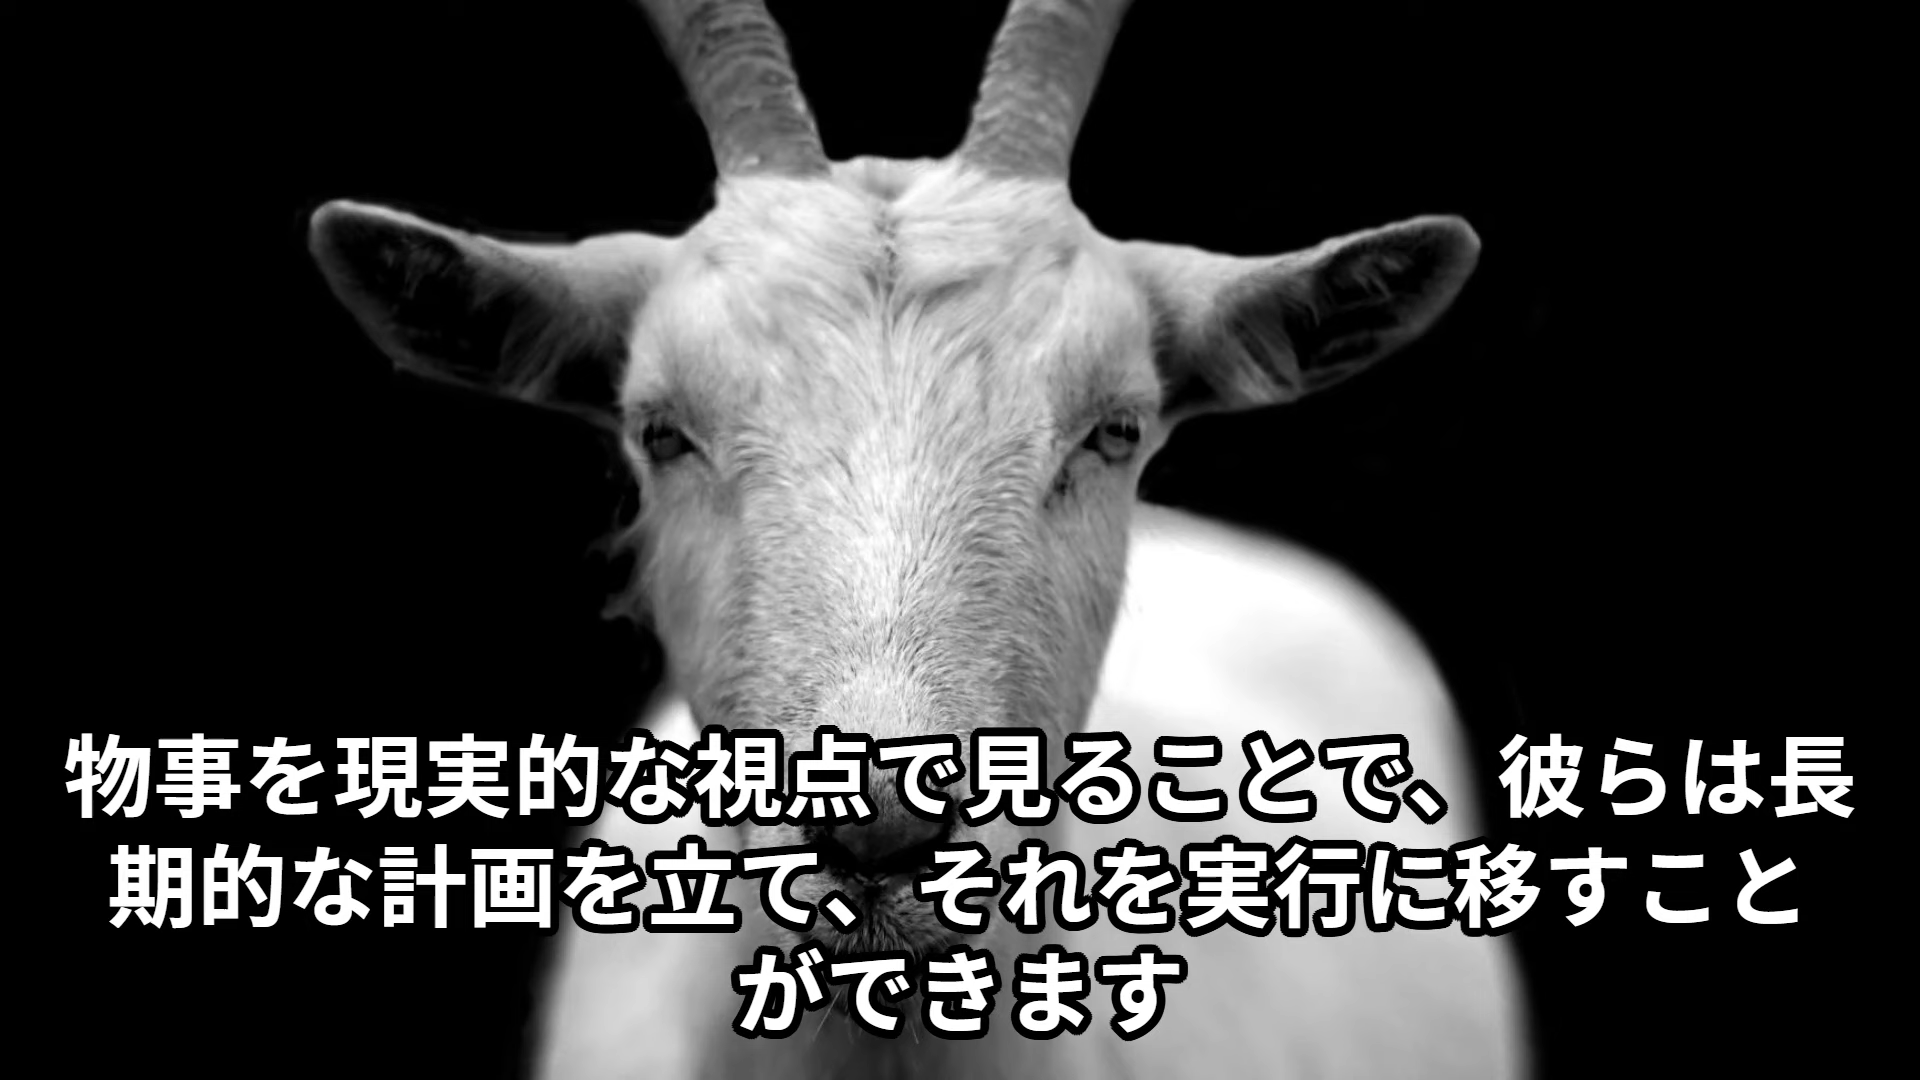 物事を現実的な視点で見ることで、彼らは長
期的な計画を立て、それを実行に移すこと
ができます